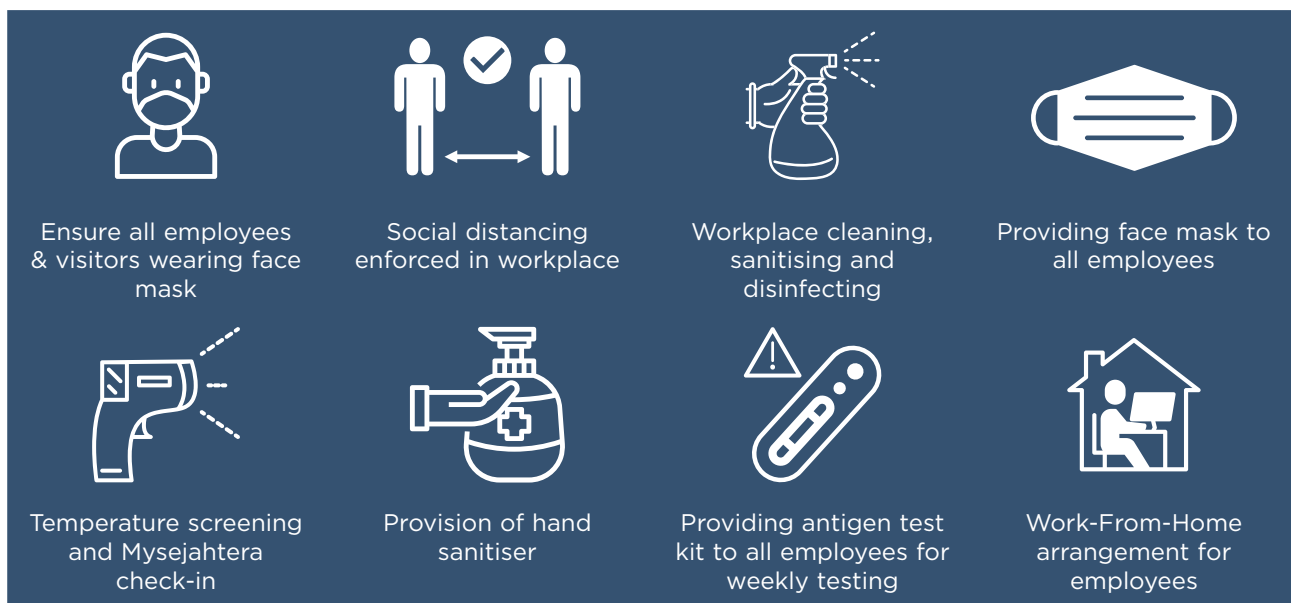 Ensure all employees
& visitors wearing face
mask
Social distancing
enforced in workplace
Workplace cleaning,
sanitising and
disinfecting
Providing face mask to
all employees
Temperature screening
and Mysejahtera
check-in
Provision of hand
sanitiser
Providing antigen test
kit to all employees for
weekly testing
Work-From-Home
arrangement for
employees